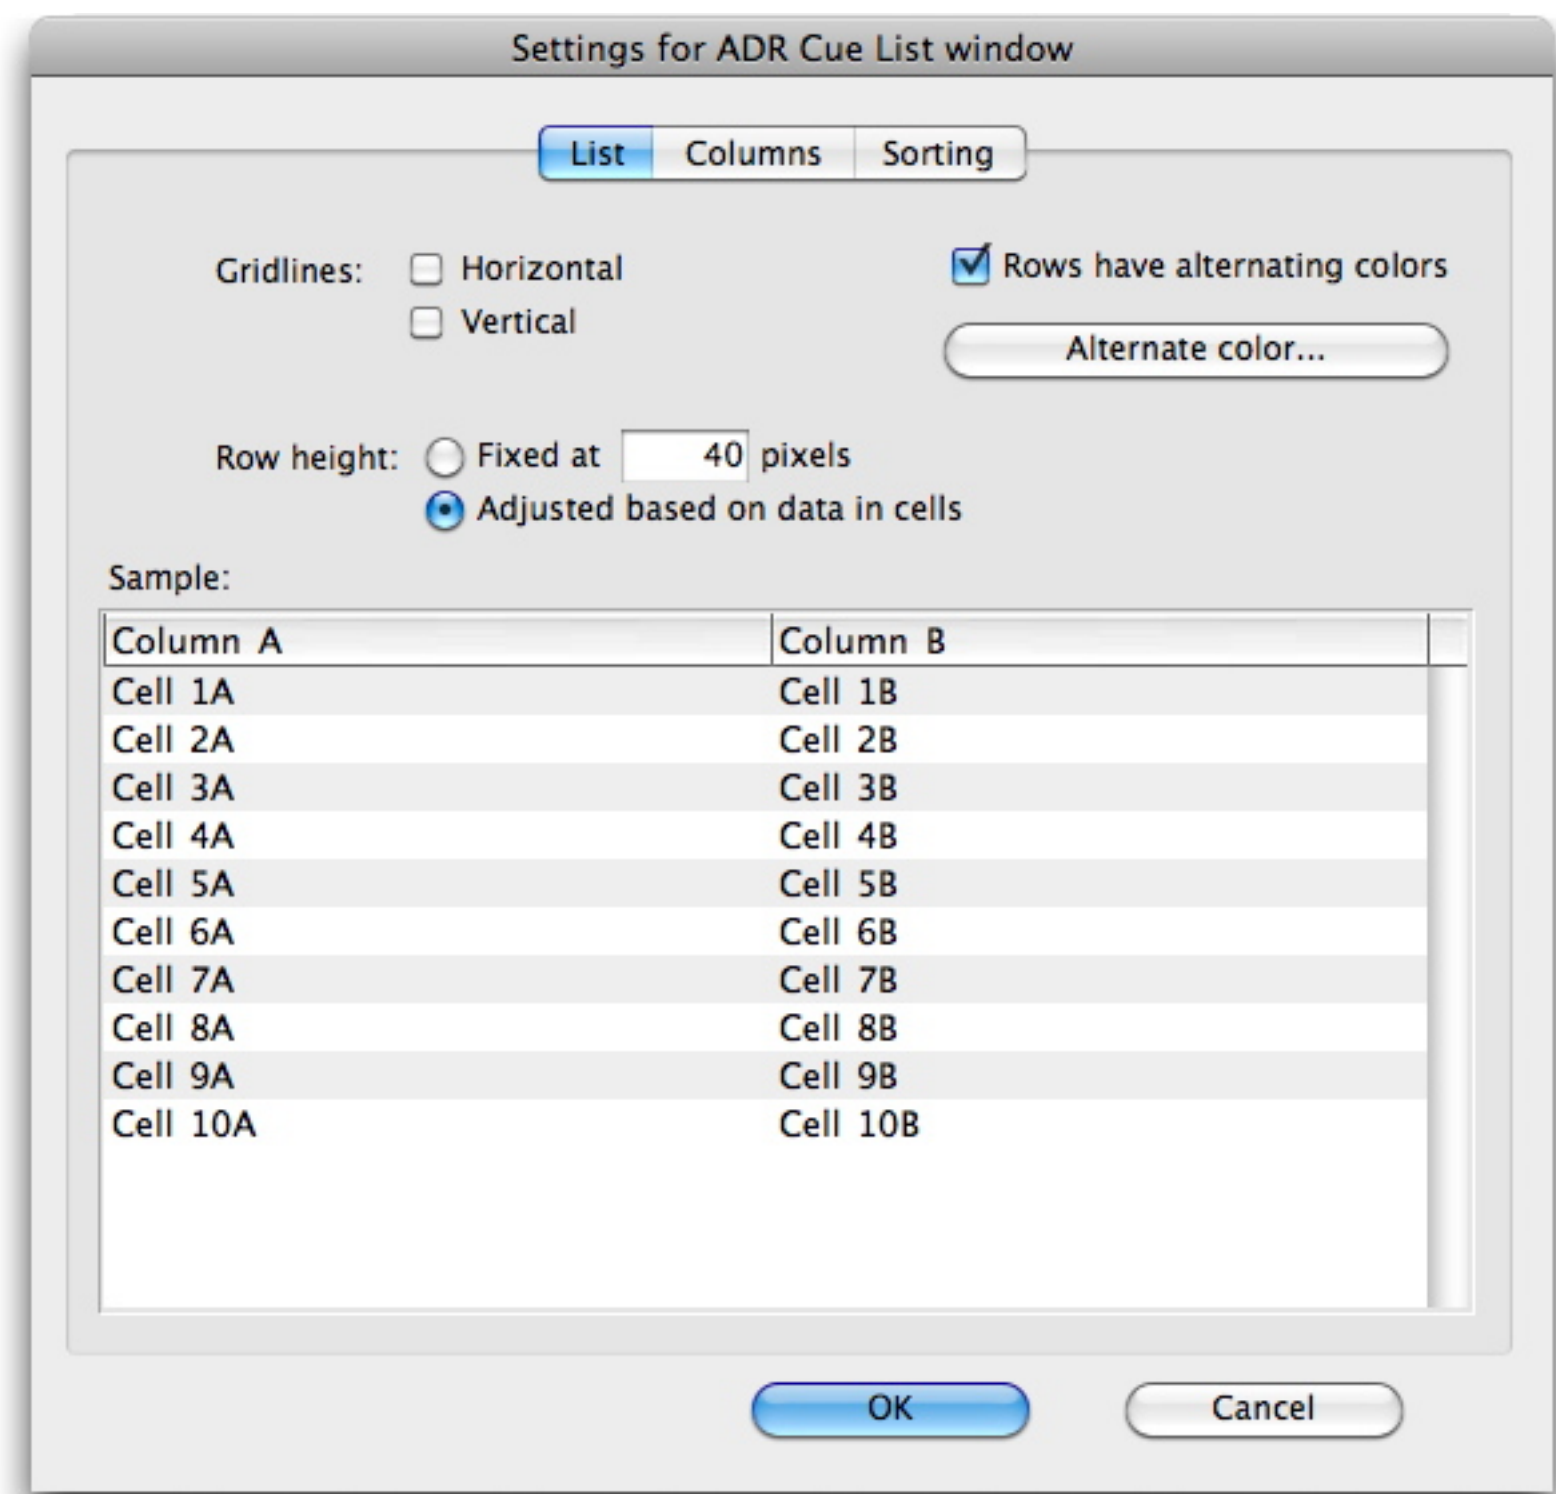 Settings for ADR Cue List window
List Columns Sorting
Gridlines: Horizontal Rows have alternating colors
Vertical
Alternate color...
Row height: Fixed at 40 pixels
Adjusted based on data in cells
Sample:
Column A Column B
Cell 1A Cell 1B
Cell 2A Cell 2B
Cell 3A Cell 3B
Cell 4A Cell 4B
Cell 5A Cell 5B
Cell 6A Cell 6B
Cell 7A Cell 7B
Cell 8A Cell 8B
Cell 9A Cell 9B
Cell 10A Cell 10B
OK Cancel